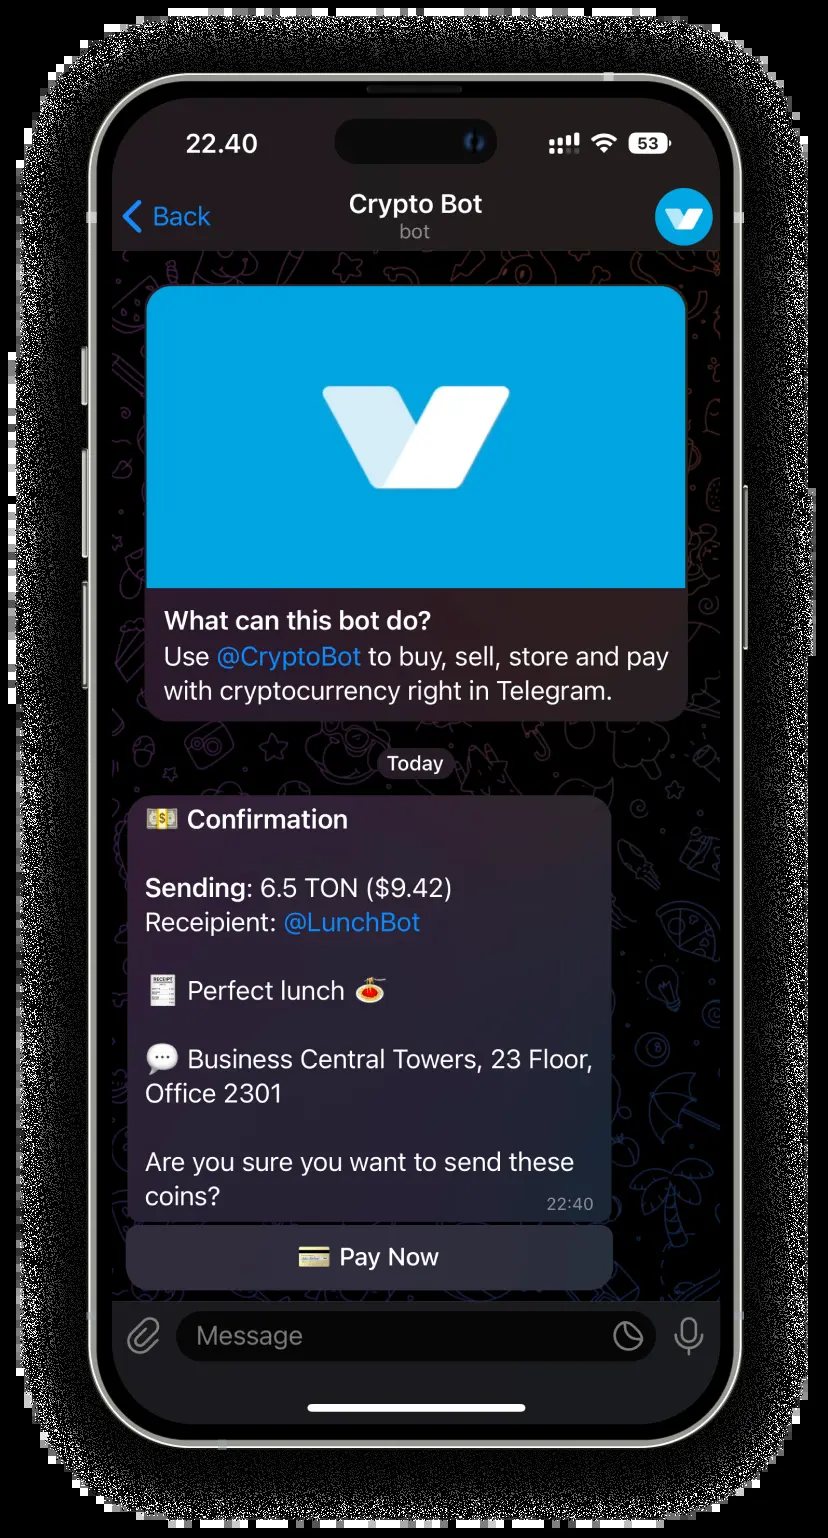 22.40
53
Back
Crypto Bot
bot
What can this bot do?
Use @CryptoBot to buy, sell, store and pay
with cryptocurrency right in Telegram.
Today
💵 Confirmation
Sending: 6.5 TON ($9.42)
Receipient: @LunchBot
🧾 Perfect lunch 🍝
💬 Business Central Towers, 23 Floor,
Office 2301
Are you sure you want to send these
coins?
22:40
💳 Pay Now
Message